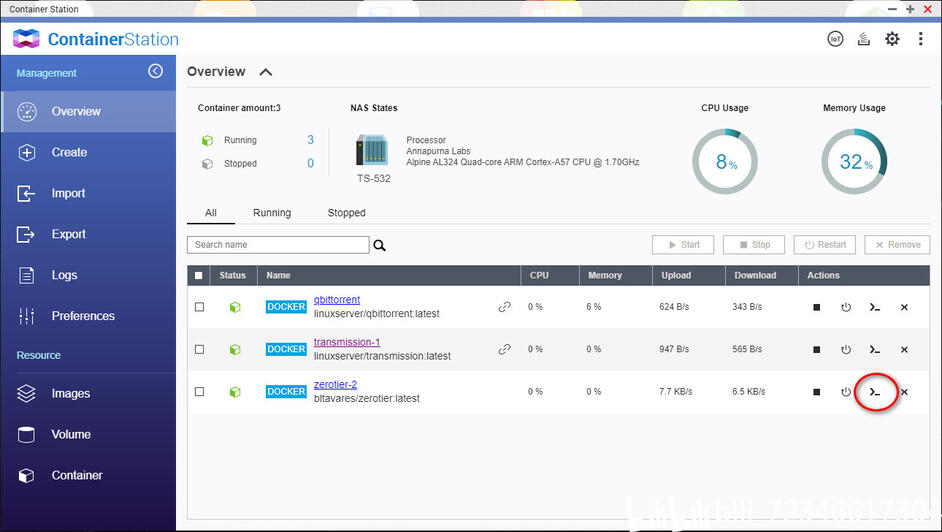 Container Station
ContainerStation
IoT
Management
Overview
Create
Import
Export
Logs
Preferences
Resource
Images
Volume
Container
Overview
Container amount:3
Running 3
Stopped 0
NAS States
TS-532
Processor
Annapurna Labs
Alpine AL324 Quad-core ARM Cortex-A57 CPU @ 1.70GHz
CPU Usage
8 %
Memory Usage
32 %
All Running Stopped
Search name
Start Stop Restart Remove
Status Name CPU Memory Upload Download Actions
DOCKER qbittorrent 0 % 6 % 624 B/s 343 B/s
linuxserver/qbittorrent:latest
DOCKER transmission-1 0 % 0 % 947 B/s 565 B/s
linuxserver/transmission:latest
DOCKER zerotier-2 0 % 0 % 7.7 KB/s 6.5 KB/s
bltavares/zerotier:latest